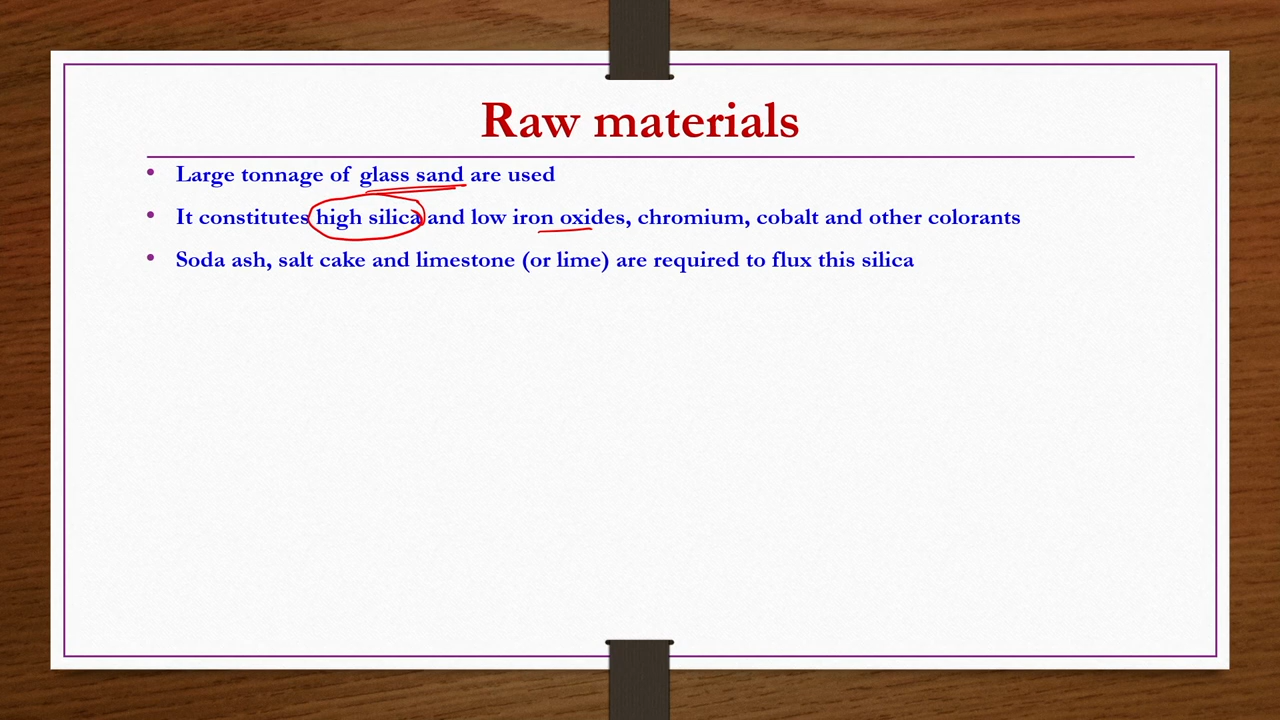 Raw materials
• Large tonnage of glass sand are used
• It constitutes high silica and low iron oxides, chromium, cobalt and other colorants
• Soda ash, salt cake and limestone (or lime) are required to flux this silica